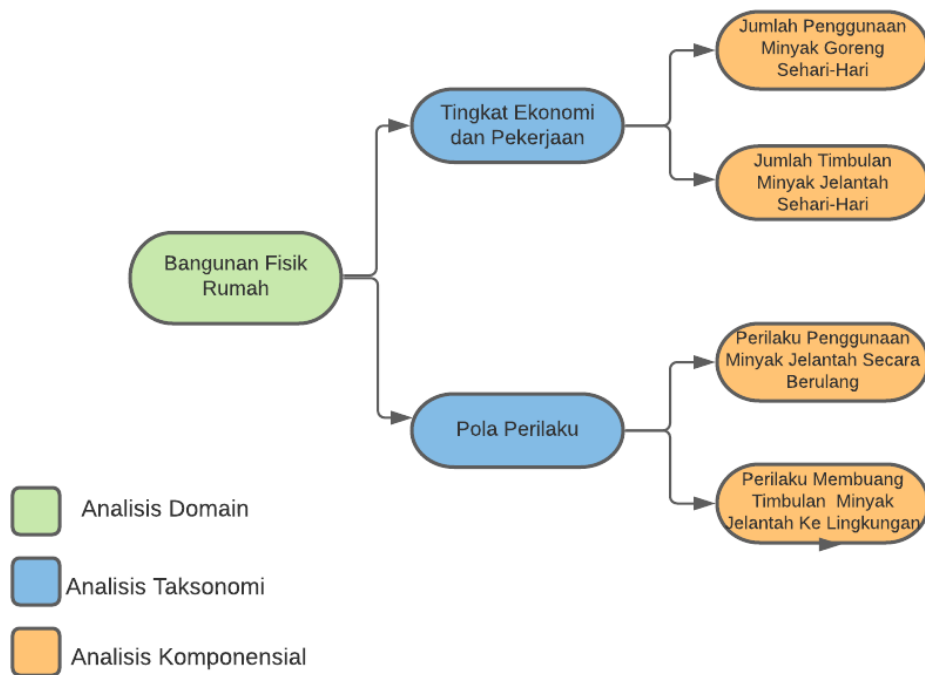 Jumlah Penggunaan
Minyak Goreng
Sehari-Hari
Tingkat Ekonomi
dan Pekerjaan
Jumlah Timbulan
Minyak Jelantah
Sehari-Hari
Bangunan Fisik
Rumah
Perilaku Penggunaan
Minyak Jelantah Secara
Berulang
Pola Perilaku
Perilaku Membuang
Timbulan Minyak
Jelantah Ke Lingkungan
Analisis Domain
Analisis Taksonomi
Analisis Komponensial